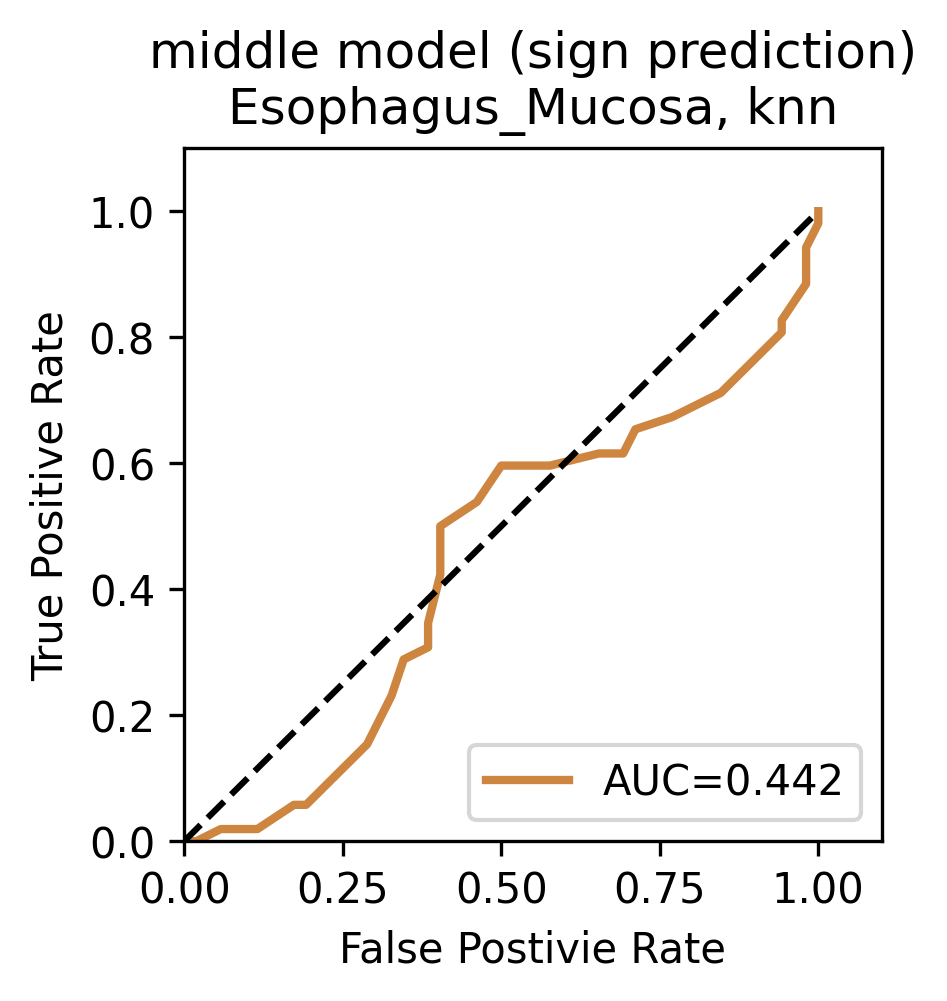 middle model (sign prediction)
Esophagus_Mucosa, knn
True Positive Rate
1.0
0.8
0.6
0.4
0.2
0.0
AUC=0.442
0.00 0.25 0.50 0.75 1.00
False Postivie Rate